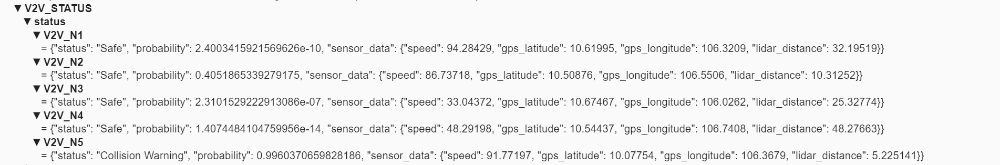 ▼ V2V_STATUS
▼ status
▼ V2V_N1
= {"status": "Safe", "probability": 2.4003415921569626e-10, "sensor_data": {"speed": 94.28429, "gps_latitude": 10.61995, "gps_longitude": 106.3209, "lidar_distance": 32.19519}}
▼ V2V_N2
= {"status": "Safe", "probability": 0.4051865339279175, "sensor_data": {"speed": 86.73718, "gps_latitude": 10.50876, "gps_longitude": 106.5506, "lidar_distance": 10.31252}}
▼ V2V_N3
= {"status": "Safe", "probability": 2.3101529222913086e-07, "sensor_data": {"speed": 33.04372, "gps_latitude": 10.67467, "gps_longitude": 106.0262, "lidar_distance": 25.32774}}
▼ V2V_N4
= {"status": "Safe", "probability": 1.4074484104759956e-14, "sensor_data": {"speed": 48.29198, "gps_latitude": 10.54437, "gps_longitude": 106.7408, "lidar_distance": 48.27663}}
▼ V2V_N5
= {"status": "Collision Warning", "probability": 0.9960370659828186, "sensor_data": {"speed": 91.77197, "gps_latitude": 10.07754, "gps_longitude": 106.3679, "lidar_distance": 5.225141}}